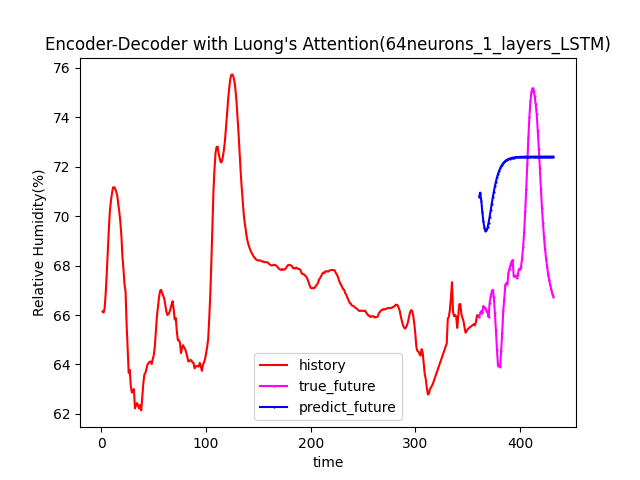 Encoder-Decoder with Luong's Attention(64neurons_1_layers_LSTM)
76
74
72
70
68
66
64
62
Relative Humidity(%)
history
true_future
predict_future
0
100
200
300
400
time